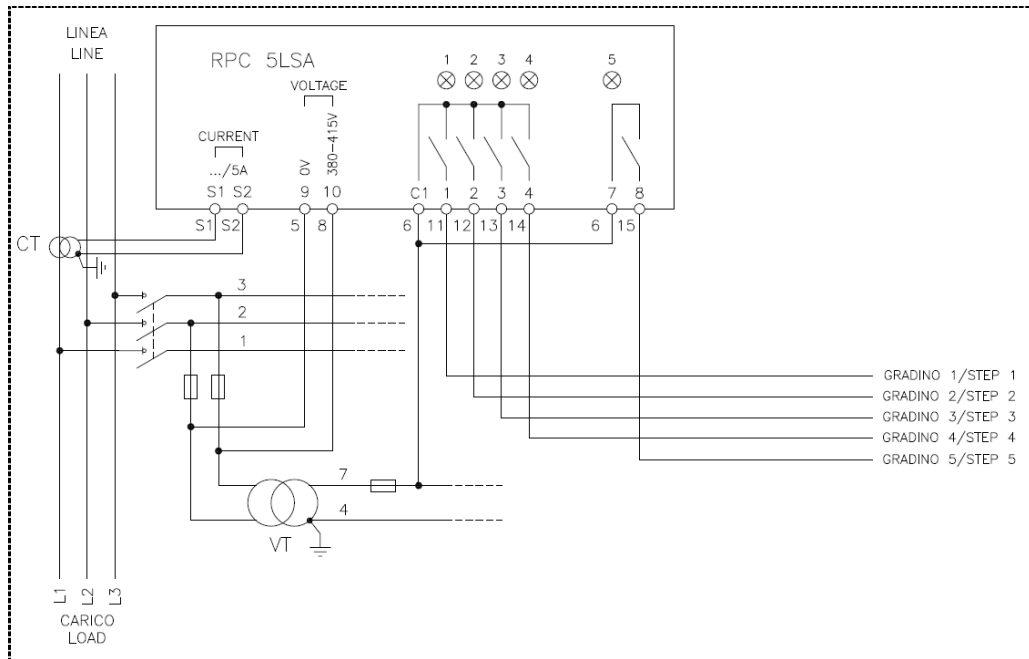 LINEA
LINE
RPC 5LSA
1 2 3 4 5
VOLTAGE
CURRENT
.../5A
0V
380-415V
S1 S2 9 10 C1 1 2 3 4 7 8
S1 S2 5 8 6 11 12 13 14 6 15
CT
3
2
1
GRADINO 1/STEP 1
GRADINO 2/STEP 2
GRADINO 3/STEP 3
GRADINO 4/STEP 4
GRADINO 5/STEP 5
7
4
VT
L1 L2 L3
CARICO
LOAD